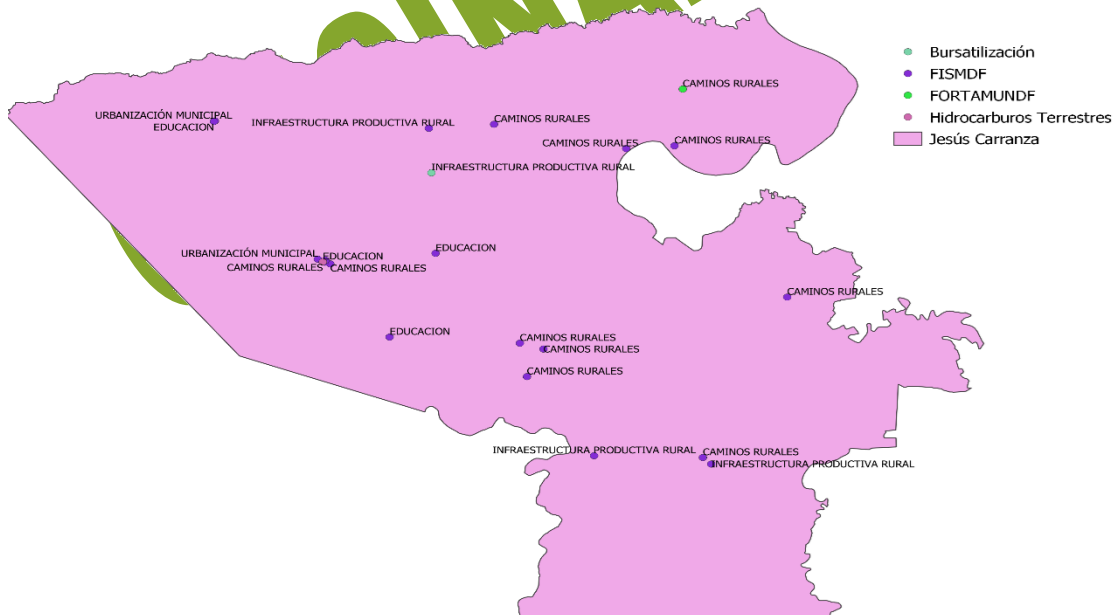 Bursatilización
FISMDF
FORTAMUNDF
Hidrocarburos Terrestres
Jesús Carranza
CAMINOS RURALES
URBANIZACIÓN MUNICIPAL
EDUCACION
INFRAESTRUCTURA PRODUCTIVA RURAL
CAMINOS RURALES
CAMINOS RURALES
CAMINOS RURALES
INFRAESTRUCTURA PRODUCTIVA RURAL
URBANIZACIÓN MUNICIPAL
EDUCACION
EDUCACION
CAMINOS RURALES
CAMINOS RURALES
CAMINOS RURALES
EDUCACION
CAMINOS RURALES
CAMINOS RURALES
CAMINOS RURALES
INFRAESTRUCTURA PRODUCTIVA RURAL
CAMINOS RURALES
INFRAESTRUCTURA PRODUCTIVA RURAL